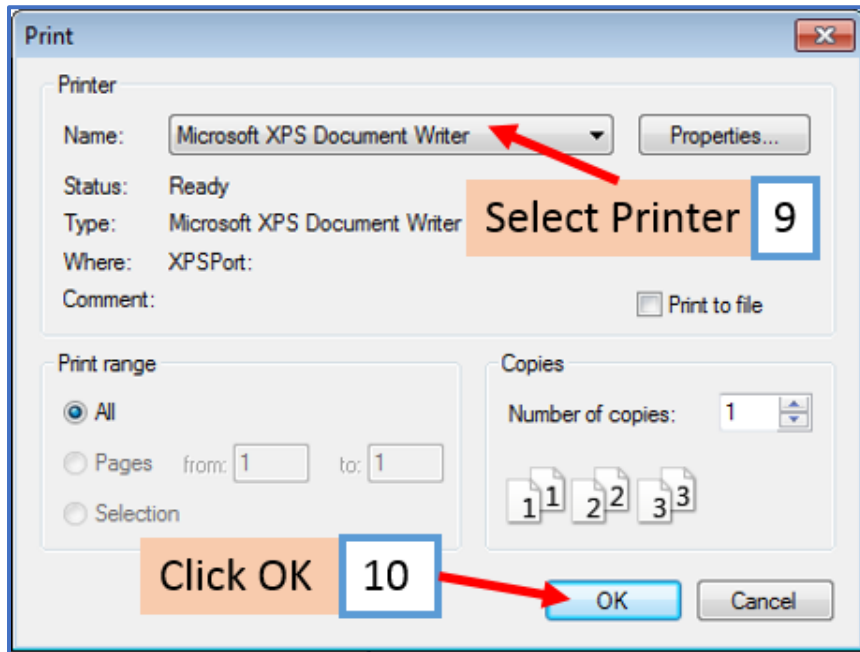 Print
Printer
Name: Microsoft XPS Document Writer Properties...
Status: Ready
Select Printer 9
Type: Microsoft XPS Document Writer
Where: XPSPort:
Comment: Print to file
Print range
All
Pages from: 1 to: 1
Selection
Copies
Number of copies: 1
1 1 2 2 3 3
Click OK 10
OK Cancel